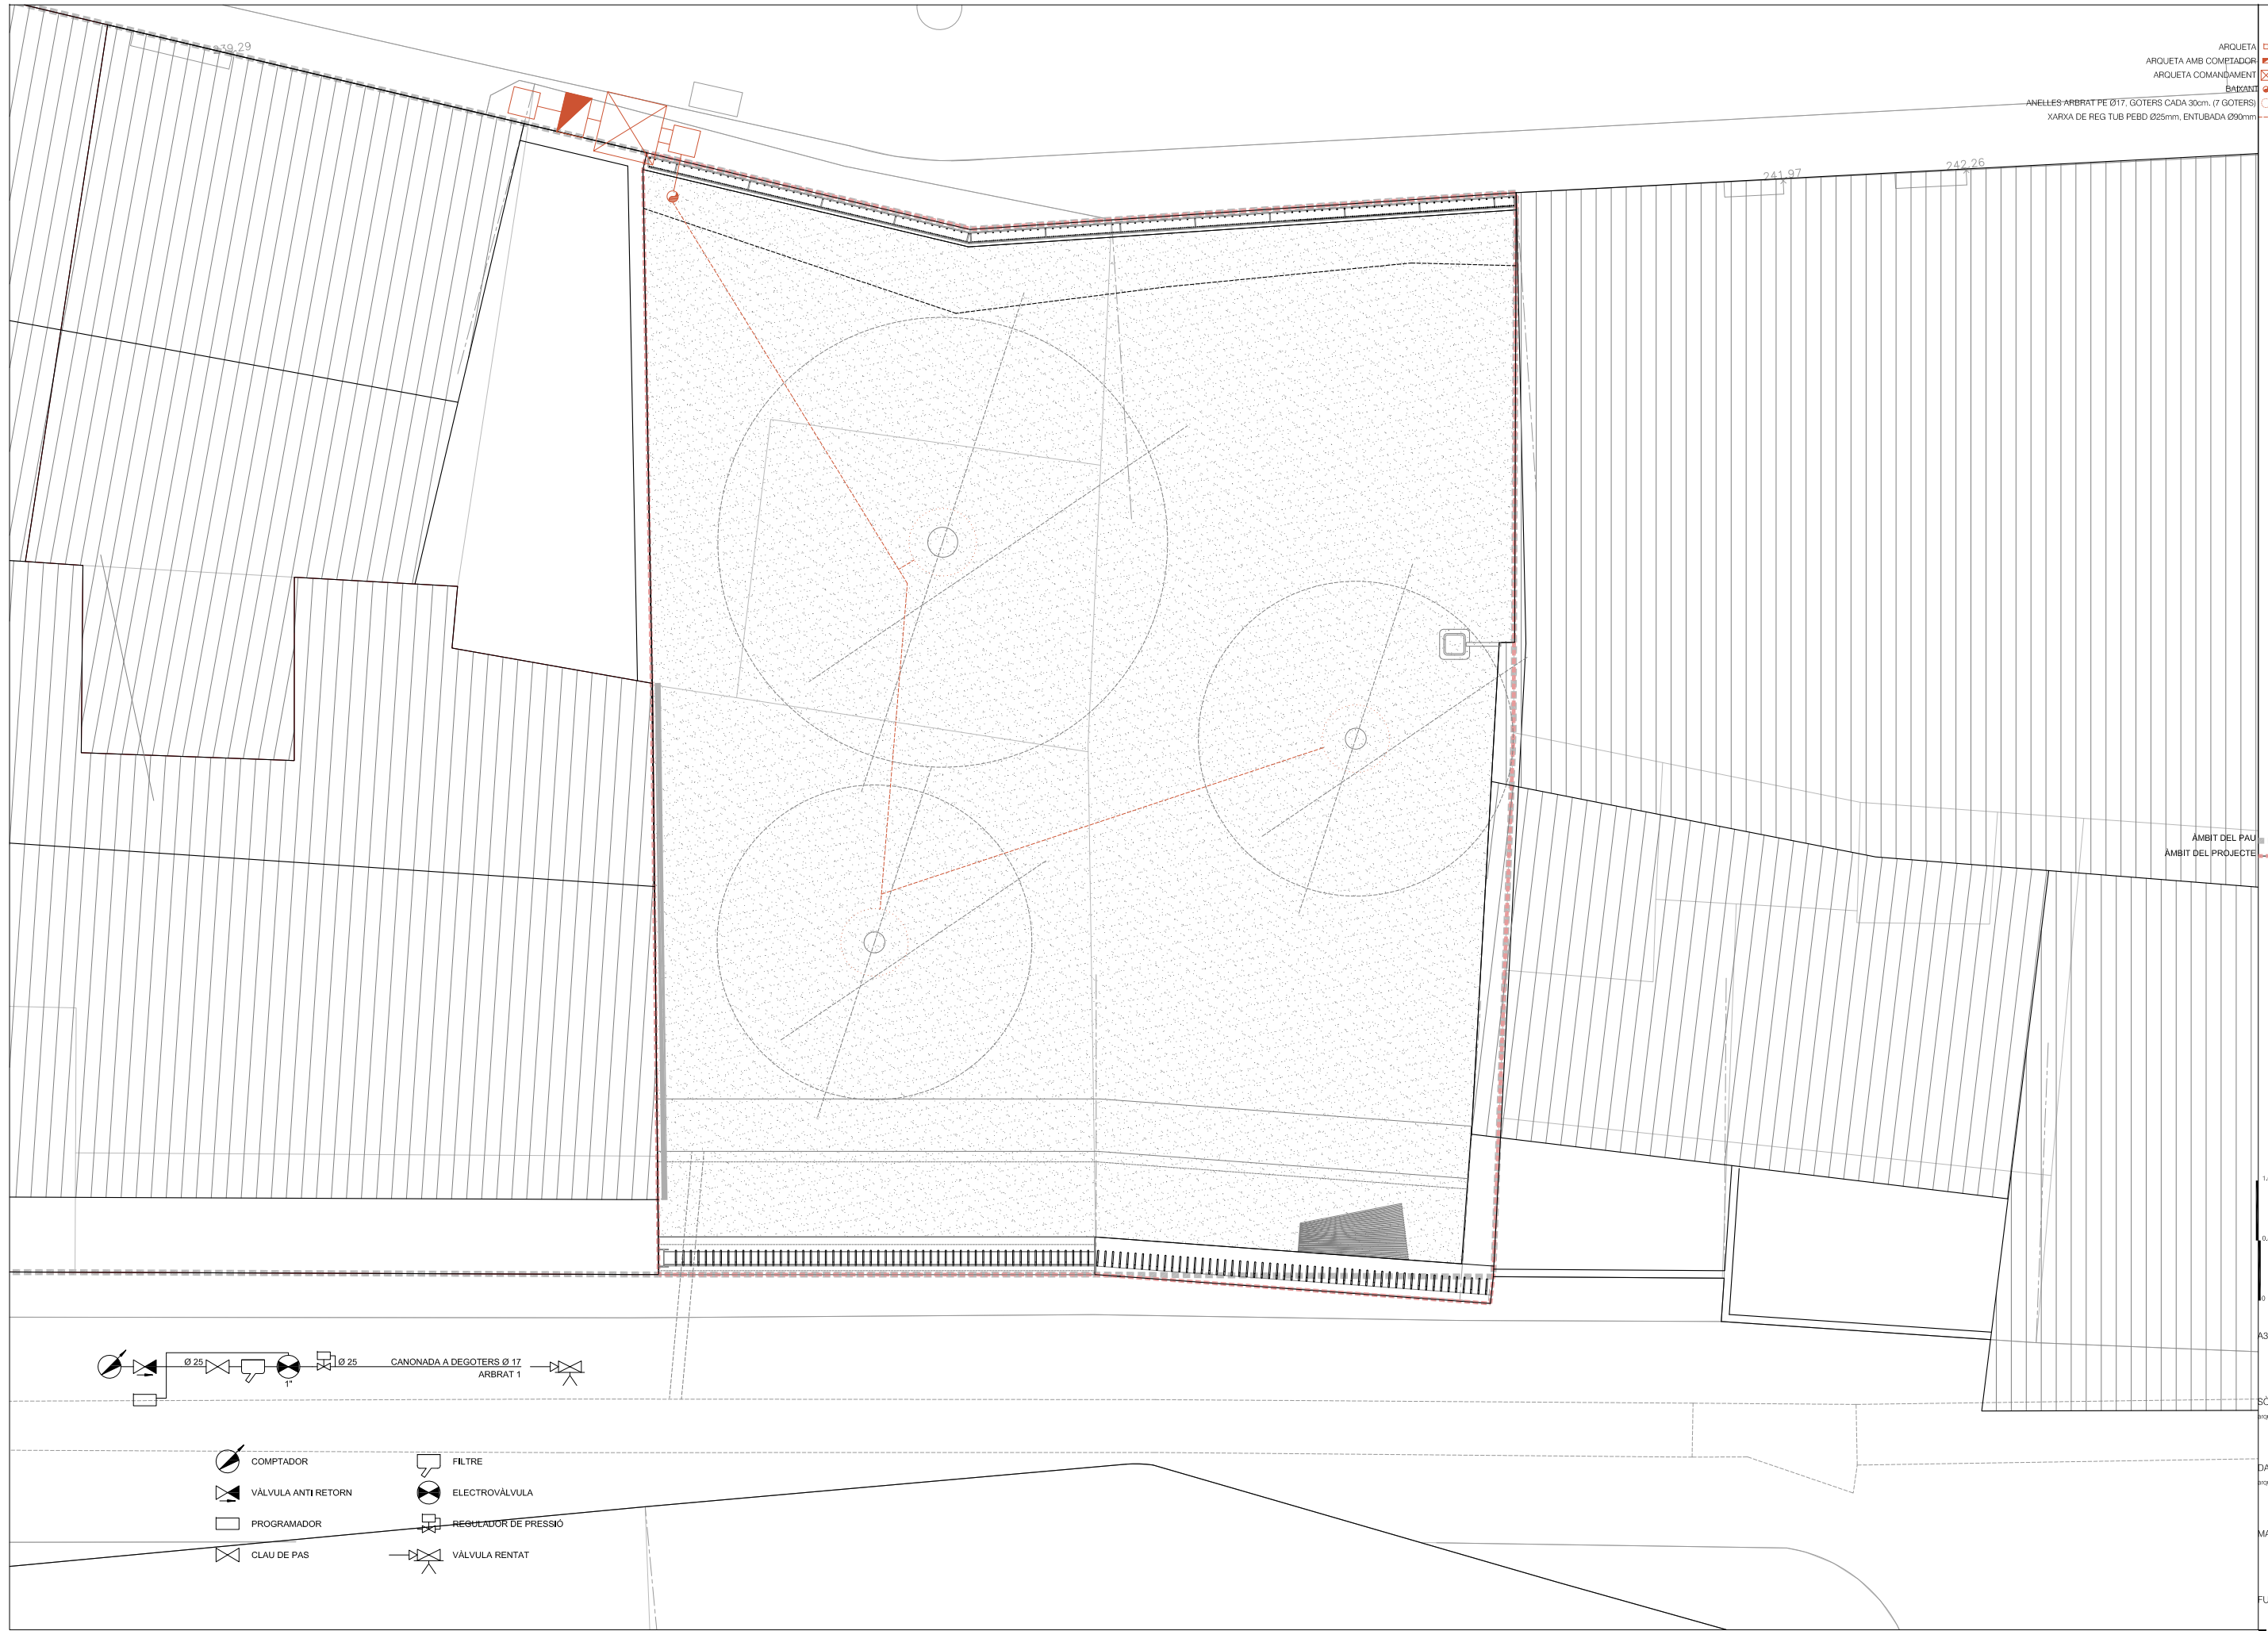 239,29
ARQUETA
ARQUETA AMB COMPTADOR
ARQUETA COMANDAMENT
BAIXANT
ANELLES ARBRAT PE Ø17, GOTERS CADA 30cm. (7 GOTERS)
XARXA DE REG TUB PEBD Ø25mm, ENTUBADA Ø90mm
241,97
242,26
ÀMBIT DEL PAU
ÀMBIT DEL PROJECTE
Ø 25
1"
Ø 25
CANONADA A DEGOTERS Ø 17
ARBRAT 1
COMPTADOR
FILTRE
VÀLVULA ANTI RETORN
ELECTROVÀLVULA
PROGRAMADOR
REGULADOR DE PRESSIÓ
CLAU DE PAS
VÀLVULA RENTAT
A3